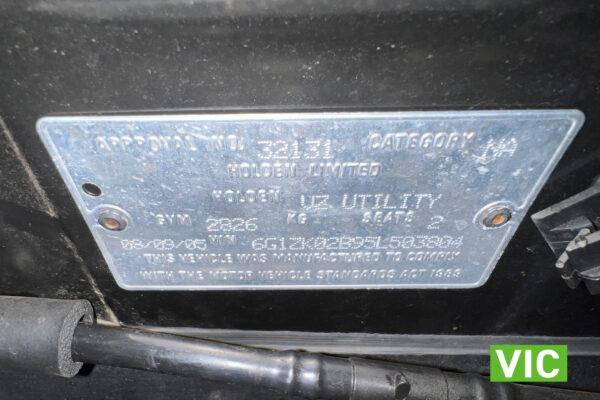 APPROVAL NO. 32131 CATEGORY NA
HOLDEN LIMITED
HOLDEN VZ UTILITY
GVM 2826 KG SEATS 2
08/09/05 VIN 6G1ZK02B95L503804
THIS VEHICLE WAS MANUFACTURED TO COMPLY
WITH THE MOTOR VEHICLE STANDARDS ACT 1989
VIC